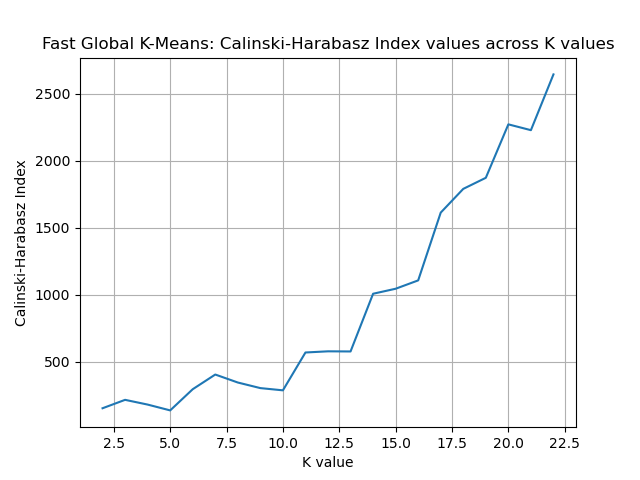 Fast Global K-Means: Calinski-Harabasz Index values across K values
Calinski-Harabasz Index
2500
2000
1500
1000
500
2.5 5.0 7.5 10.0 12.5 15.0 17.5 20.0 22.5
K value